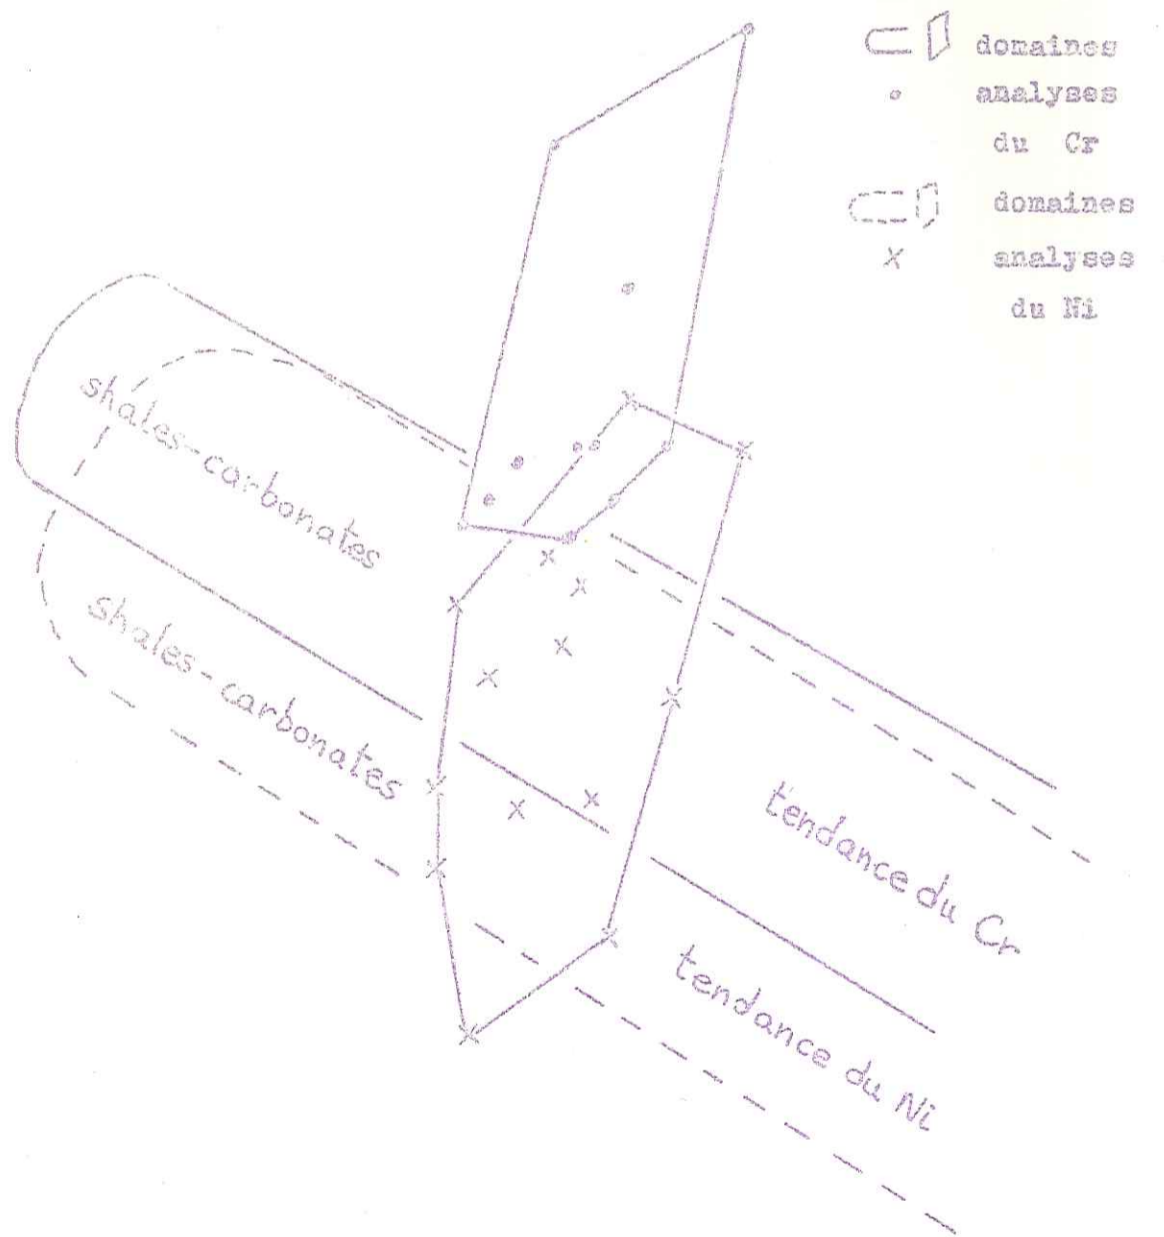 domaines
analyses
du Cr
domaines
analyses
du Ni
shales-carbonates
shales-carbonates
tendance du Cr
tendance du Ni